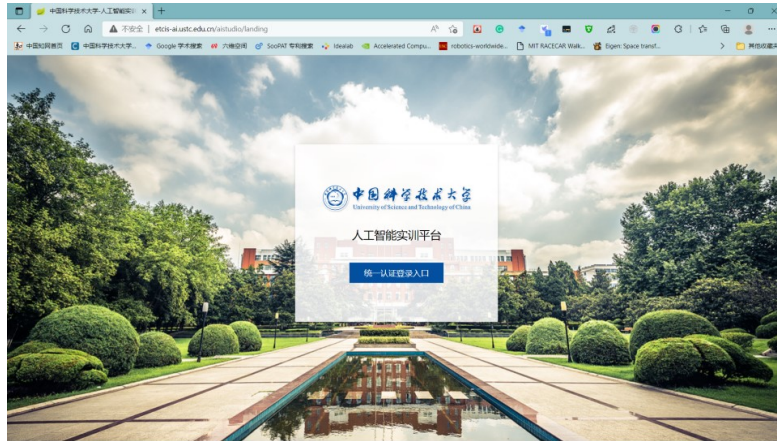 中国科学技术大学-人工智能实训
不安全 | etcis-ai.ustc.edu.cn/aistudio/landing
中国知网首页 中国科学技术大学... Google 学术搜索 六维空间 SooPAT 专利搜索 Idealab Accelerated Compu... robotics-worldwide... MIT RACECAR Walk... Eigen: Space transf... 其他收藏夹
中国科学技术大学
University of Science and Technology of China
人工智能实训平台
统一认证登录入口